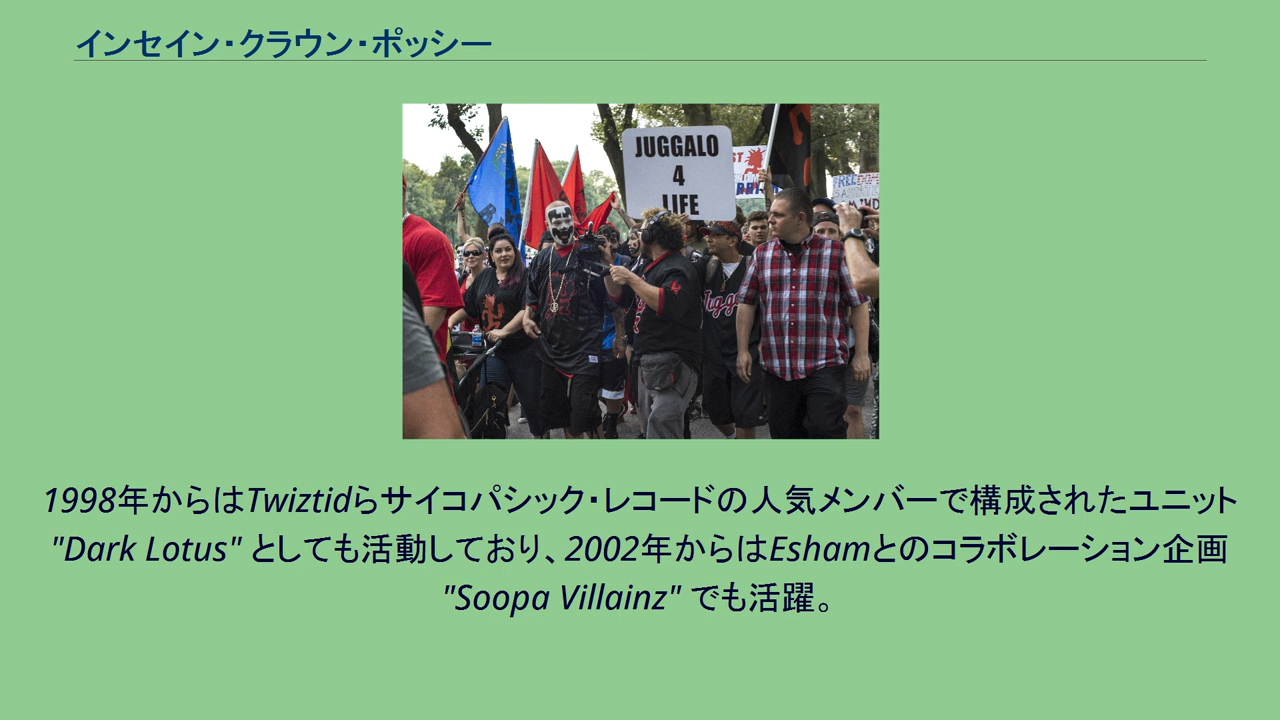 インセイン・クラウン・ポッシー
JUGGALO
4
LIFE
1998年からはTwiztidらサイコパシック・レコードの人気メンバーで構成されたユニット
"Dark Lotus" としても活動しており、2002年からはEshamとのコラボレーション企画
"Soopa Villainz" でも活躍。